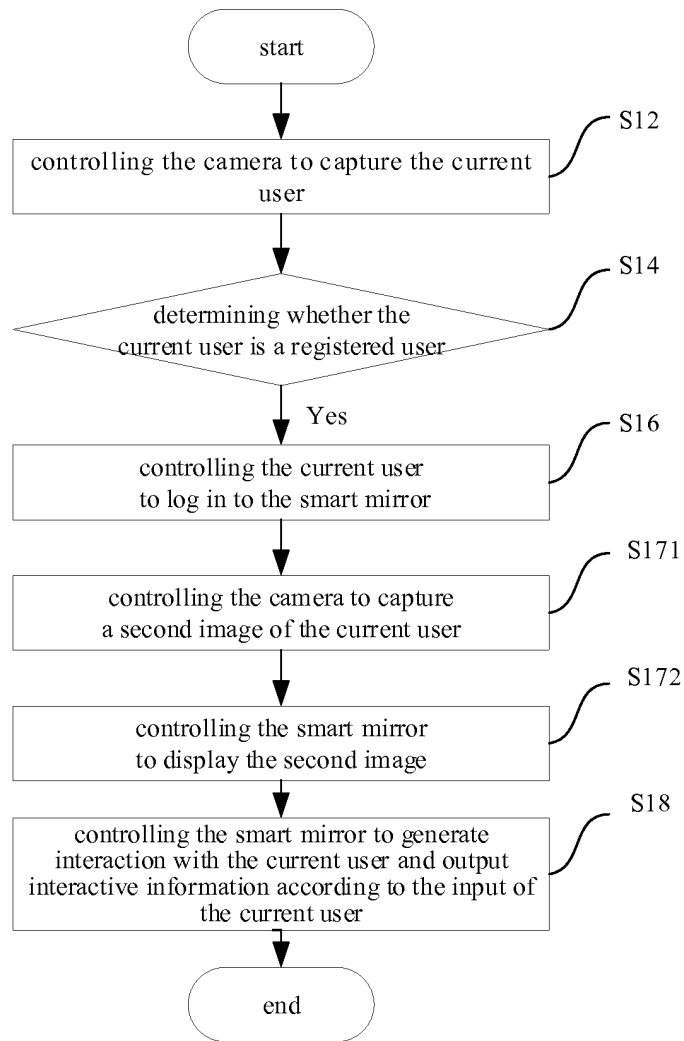 start
S12
controlling the camera to capture the current
user
S14
determining whether the
current user is a registered user
Yes
S16
controlling the current user
to log in to the smart mirror
S171
controlling the camera to capture
a second image of the current user
S172
controlling the smart mirror
to display the second image
S18
controlling the smart mirror to generate
interaction with the current user and output
interactive information according to the input of
the current user
end